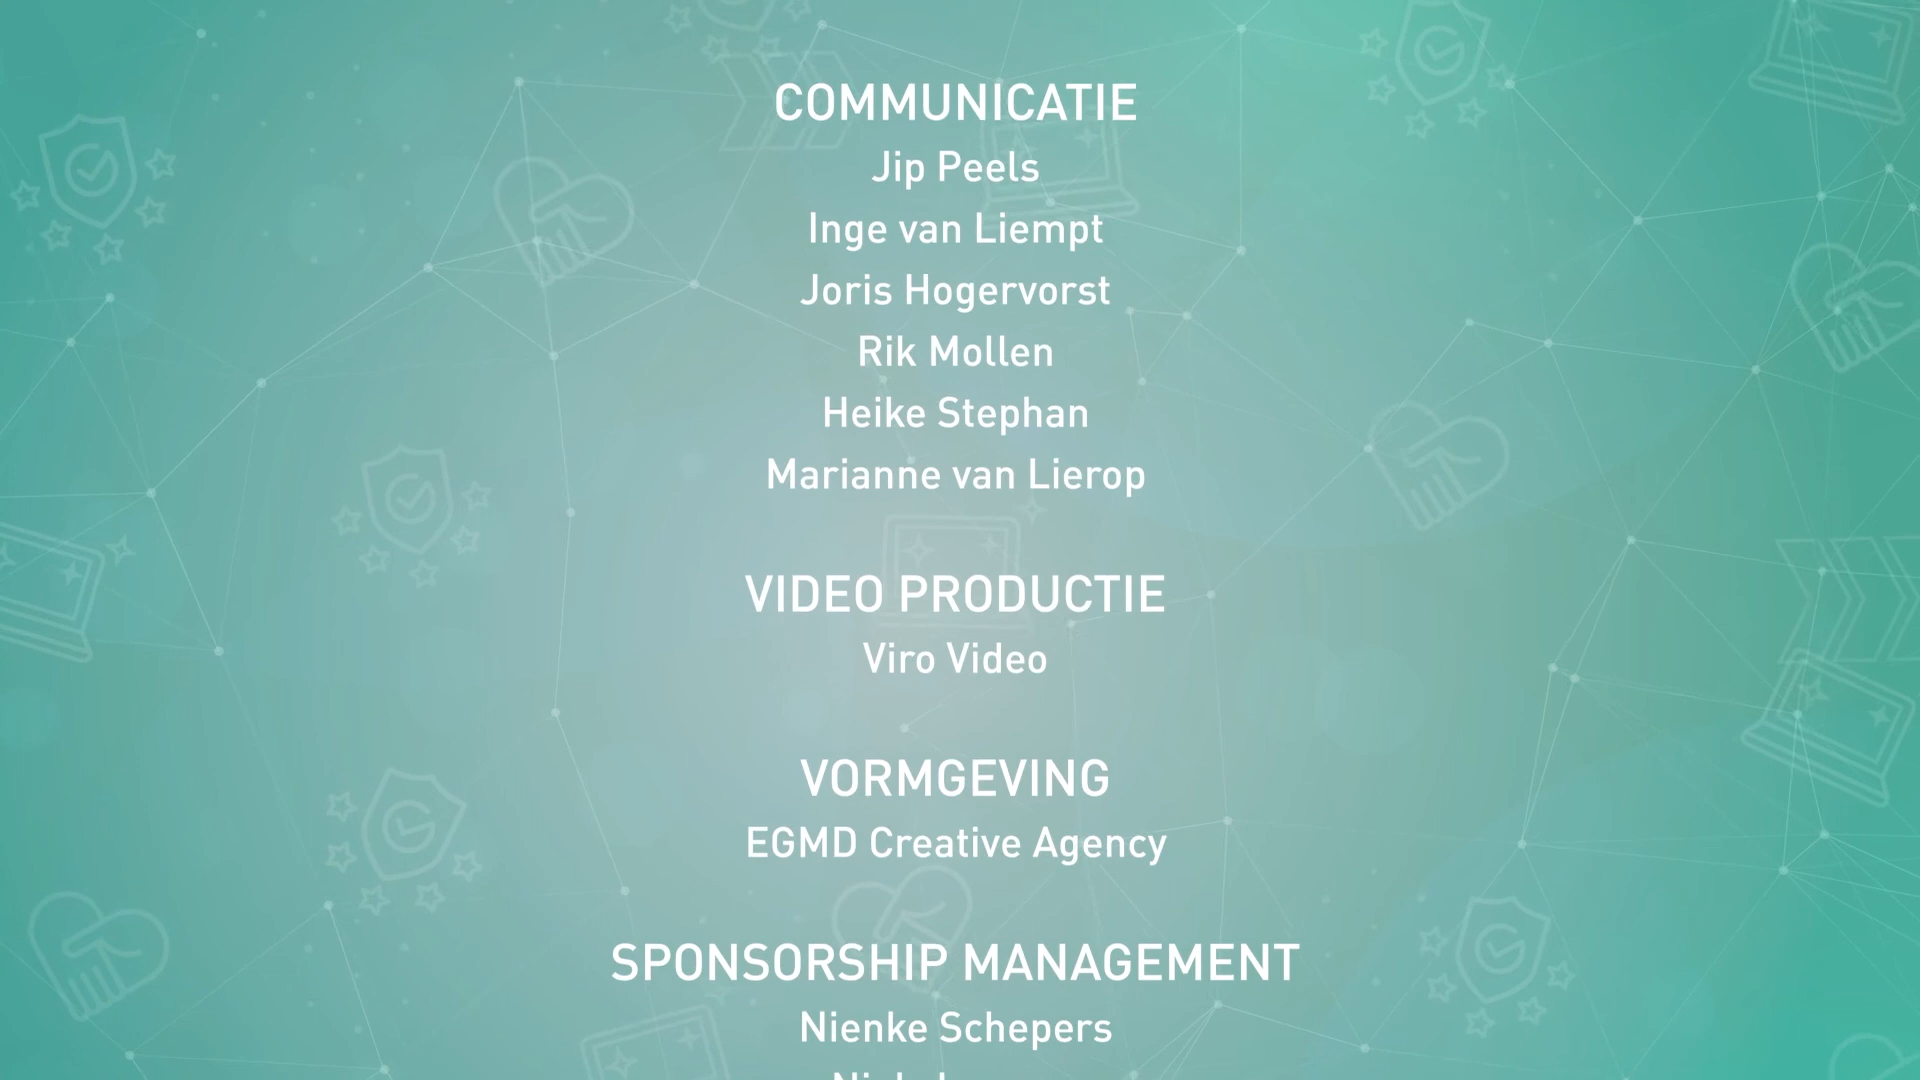 COMMUNICATIE
Jip Peels
Inge van Liempt
Joris Hogervorst
Rik Mollen
Heike Stephan
Marianne van Lierop
VIDEO PRODUCTIE
Viro Video
VORMGEVING
EGMD Creative Agency
SPONSORSHIP MANAGEMENT
Nienke Schepers